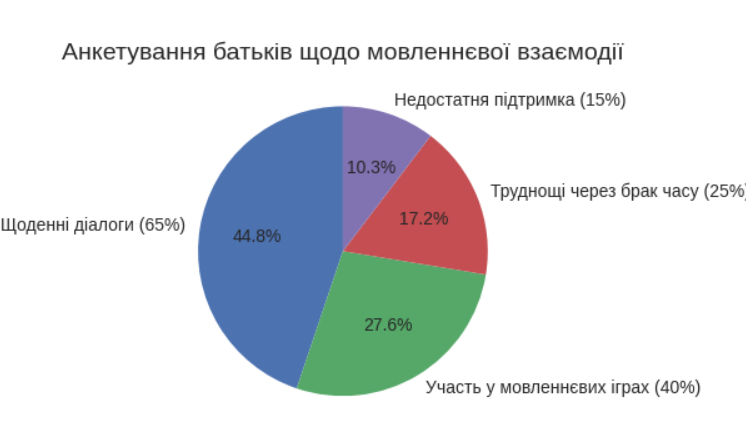 Анкетування батьків щодо мовленнєвої взаємодії
Недостатня підтримка (15%)
10.3%
Труднощі через брак часу (25%)
17.2%
Щоденні діалоги (65%)
44.8%
27.6%
Участь у мовленнєвих іграх (40%)